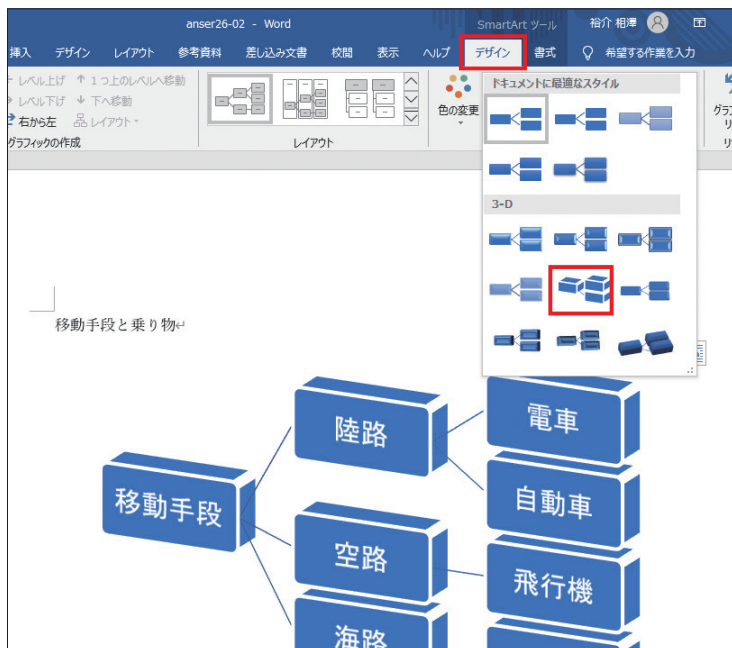 anser26-02 - Word
SmartArt ツール
裕介 相澤
挿入 デザイン レイアウト 参考資料 差し込み文書 校閲 表示 ヘルプ デザイン 書式 希望する作業を入力
レベル上げ ↑ 1つ上のレベルへ移動
レベル下げ ↓ 下へ移動
右から左 品 レイアウト
グラフィックの作成
レイアウト
色の変更
ドキュメントに最適なスタイル
3-D
グラフ
リ
リ
移動手段と乗り物↵
移動手段
陸路
電車
自動車
空路
飛行機
海路